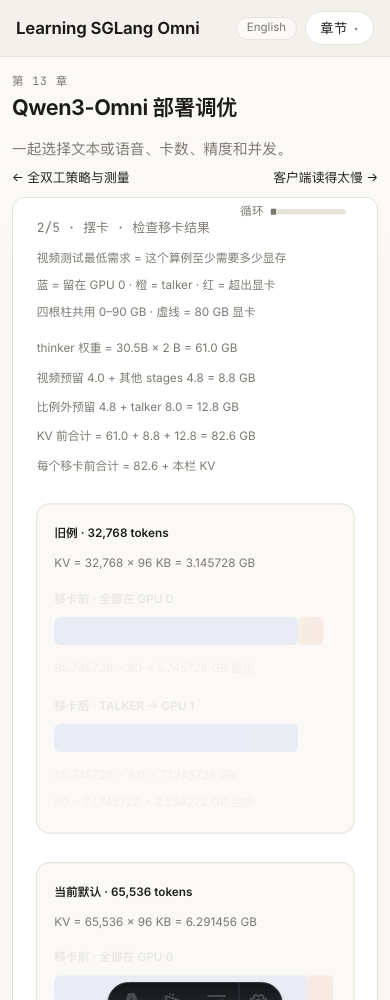 Learning SGLang Omni
English
章节
第 13 章
Qwen3-Omni 部署调优
一起选择文本或语音、卡数、精度和并发。
← 全双工策略与测量
客户端读得太慢 →
循环
2/5 · 摆卡 · 检查移卡结果
视频测试最低需求 = 这个算例至少需要多少显存
蓝 = 留在 GPU 0 · 橙 = talker · 红 = 超出显卡
四根柱共用 0–90 GB · 虚线 = 80 GB 显卡
thinker 权重 = 30.5B × 2 B = 61.0 GB
视频预留 4.0 + 其他 stages 4.8 = 8.8 GB
比例外预留 4.8 + talker 8.0 = 12.8 GB
KV 前合计 = 61.0 + 8.8 + 12.8 = 82.6 GB
每个移卡前合计 = 82.6 + 本栏 KV
旧例 · 32,768 tokens
KV = 32,768 × 96 KB = 3.145728 GB
移卡前 · 全部在 GPU 0
85.745728 − 80 = 5.745728 GB 超出
移卡后 · TALKER → GPU 1
85.745728 − 8.0 = 77.745728 GB
80 − 77.745728 = 2.254272 GB 空余
当前默认 · 65,536 tokens
KV = 65,536 × 96 KB = 6.291456 GB
移卡前 · 全部在 GPU 0